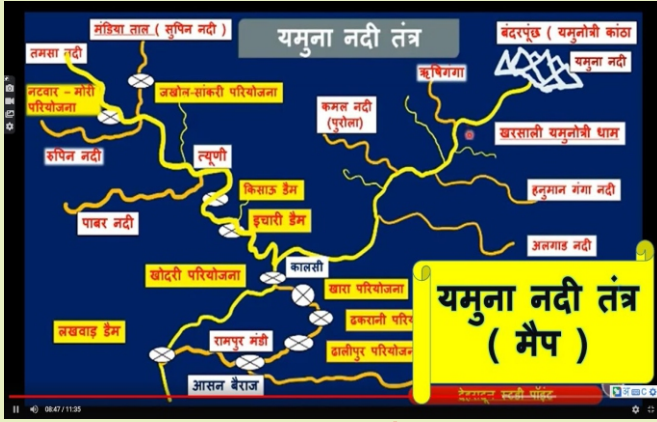 मंडिया ताल ( सुपिन नदी )
यमुना नदी तंत्र
बंदरपूंछ ( यमुनोत्री कांठा
तमसा नदी
यमुना नदी
ऋषिगंगा
नटवार – मोरी
परियोजना
जखोल-सांकरी परियोजना
कमल नदी
(पुरोला)
खरसाली यमुनोत्री धाम
रुपिन नदी
त्यूणी
किसाऊ डैम
हनुमान गंगा नदी
पाबर नदी
इचारी डैम
अलगाड नदी
कालसी
खोदरी परियोजना
खारा परियोजना
यमुना नदी तंत्र
( मैप )
ढकरानी परि
लखवाड़ डैम
रामपुर मंडी
ढालीपुर परियोजन
आसन बैराज
देहरादून स्टडी पॉइंट
08:47 / 11:35